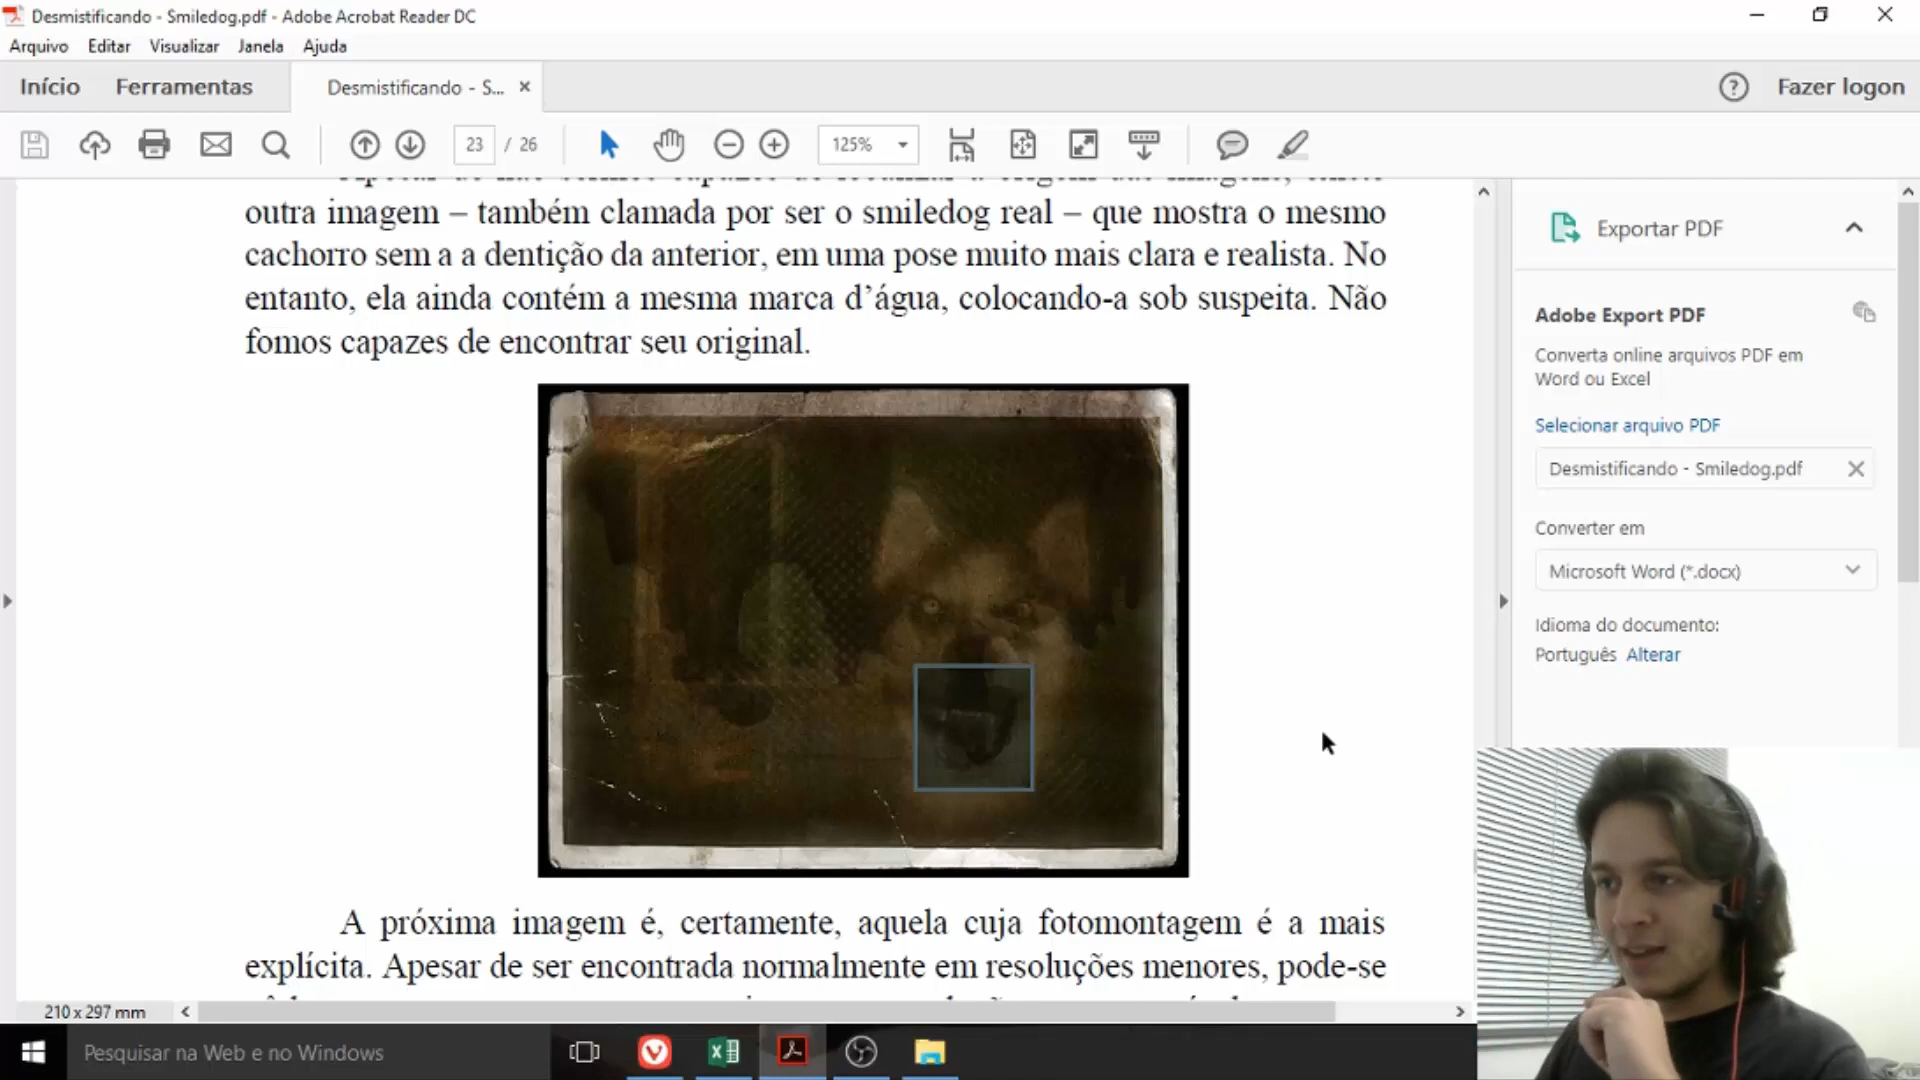 Desmistificando - Smiledog.pdf - Adobe Acrobat Reader DC
Arquivo Editar Visualizar Janela Ajuda
Início Ferramentas Desmistificando - S... Fazer logon
23 / 26 125%
outra imagem – também clamada por ser o smiledog real – que mostra o mesmo
cachorro sem a a dentição da anterior, em uma pose muito mais clara e realista. No
entanto, ela ainda contém a mesma marca d’água, colocando-a sob suspeita. Não
fomos capazes de encontrar seu original.
A próxima imagem é, certamente, aquela cuja fotomontagem é a mais
explícita. Apesar de ser encontrada normalmente em resoluções menores, pode-se
210 x 297 mm
Exportar PDF
Adobe Export PDF
Converta online arquivos PDF em
Word ou Excel
Selecionar arquivo PDF
Desmistificando - Smiledog.pdf
Converter em
Microsoft Word (*.docx)
Idioma do documento:
Português Alterar
Pesquisar na Web e no Windows